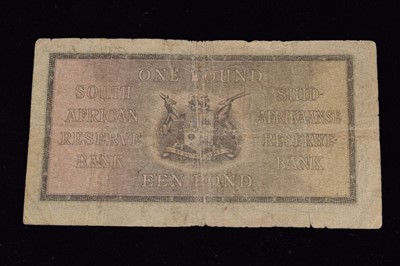 ONE POUND
SOUTH
AFRICAN
RESERVE-
BANK
SUID-
AFRIKAANSE
RESERWE-
BANK
EEN POND